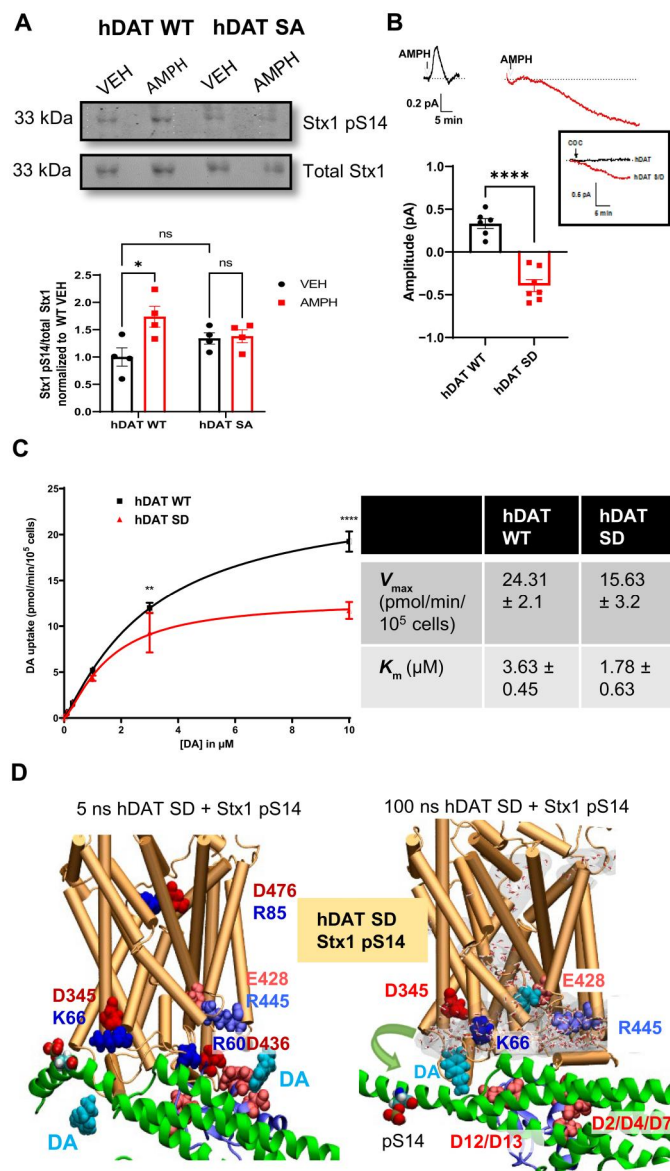 A
hDAT WT hDAT SA
VEH AMPH VEH AMPH
33 kDa Stx1 pS14
33 kDa Total Stx1
ns
* ns
VEH
AMPH
Stx1 pS14/total Stx1
normalized to WT VEH
2.5
2.0
1.5
1.0
0.5
0.0
hDAT WT hDAT SA
B
AMPH AMPH
0.2 pA
5 min
COC
hDAT
hDAT S/D
0.5 pA
5 min
****
Amplitude (pA)
1.0
0.5
0.0
−0.5
−1.0
hDAT WT hDAT SD
C
hDAT WT
hDAT SD
DA uptake (pmol/min/10⁵ cells)
25
20
15
10
5
0
** ****
0 2 4 6 8 10
[DA] in µM
hDAT WT hDAT SD
Vmax (pmol/min/10⁵ cells) 24.31 ± 2.1 15.63 ± 3.2
Km (µM) 3.63 ± 0.45 1.78 ± 0.63
D
5 ns hDAT SD + Stx1 pS14 100 ns hDAT SD + Stx1 pS14
D476
R85
hDAT SD
Stx1 pS14
E428
R445
D345
K66
R60 D436
DA
DA
pS14
D345
E428
K66
R445
DA
pS14
D2/D4/D7
D12/D13